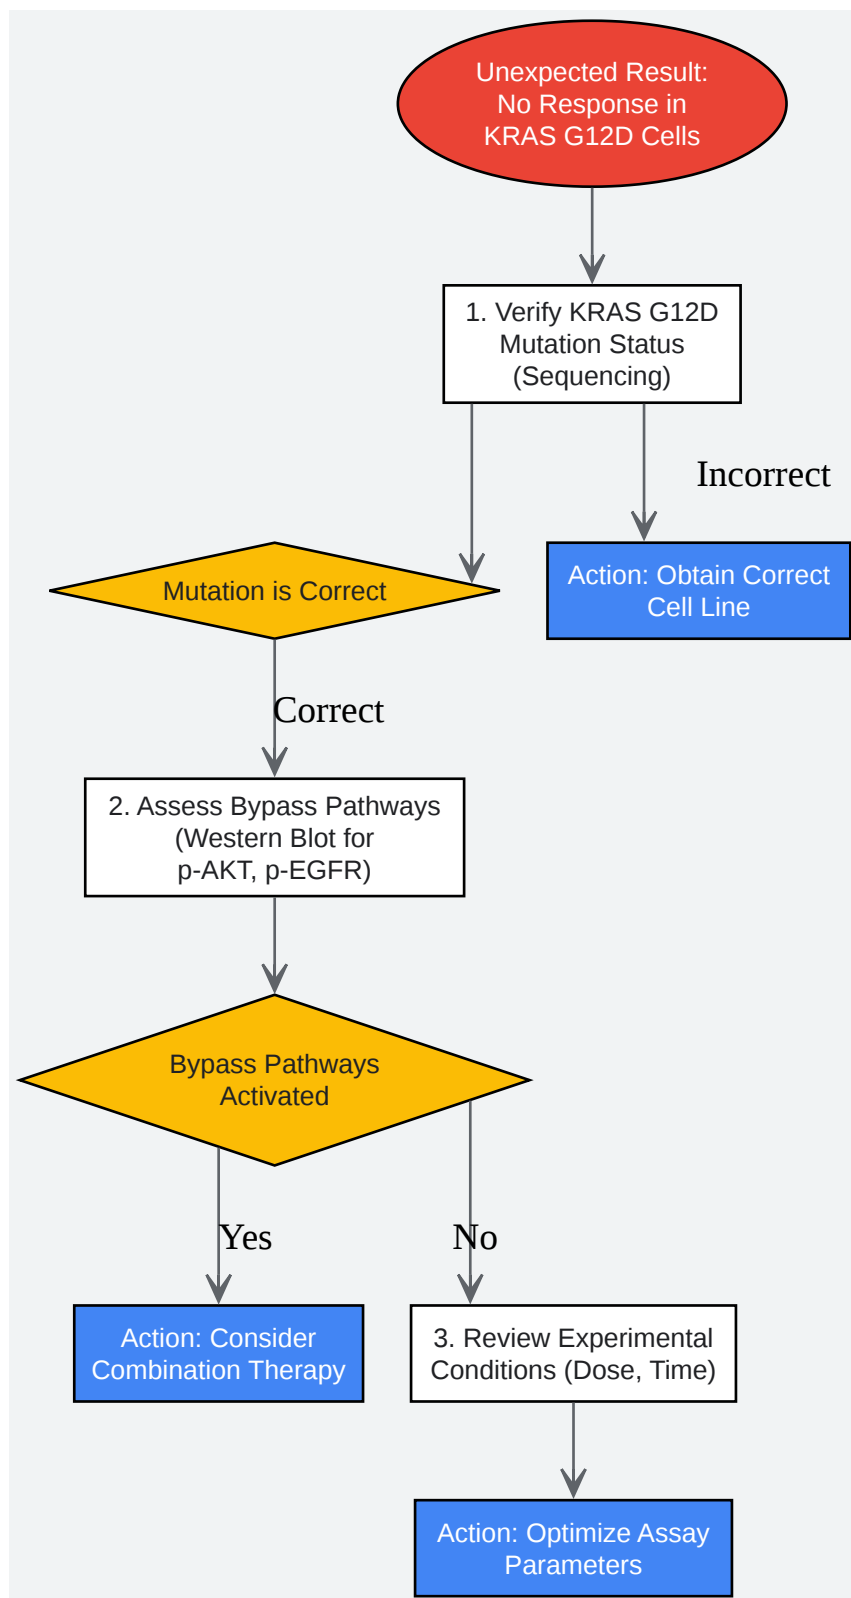 Unexpected Result:
No Response in
KRAS G12D Cells
1. Verify KRAS G12D
Mutation Status
(Sequencing)
Incorrect
Action: Obtain Correct
Cell Line
Mutation is Correct
Correct
2. Assess Bypass Pathways
(Western Blot for
p-AKT, p-EGFR)
Bypass Pathways
Activated
Yes
No
Action: Consider
Combination Therapy
3. Review Experimental
Conditions (Dose, Time)
Action: Optimize Assay
Parameters